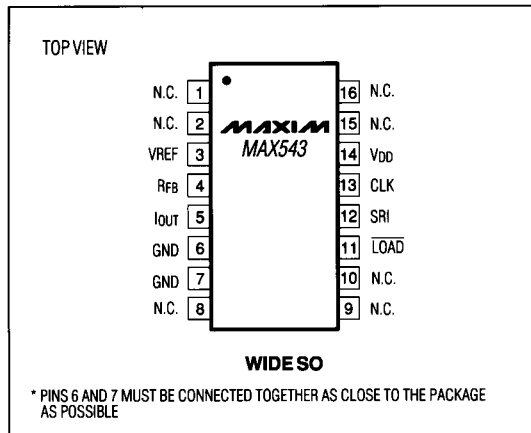 TOP VIEW
N.C. 1 16 N.C.
N.C. 2 MAXIM 15 N.C.
VREF 3 MAX543 14 VDD
RFB 4 13 CLK
IOUT 5 12 SRI
GND 6 11 LOAD
GND 7 10 N.C.
N.C. 8 9 N.C.
WIDE SO
* PINS 6 AND 7 MUST BE CONNECTED TOGETHER AS CLOSE TO THE PACKAGE
AS POSSIBLE